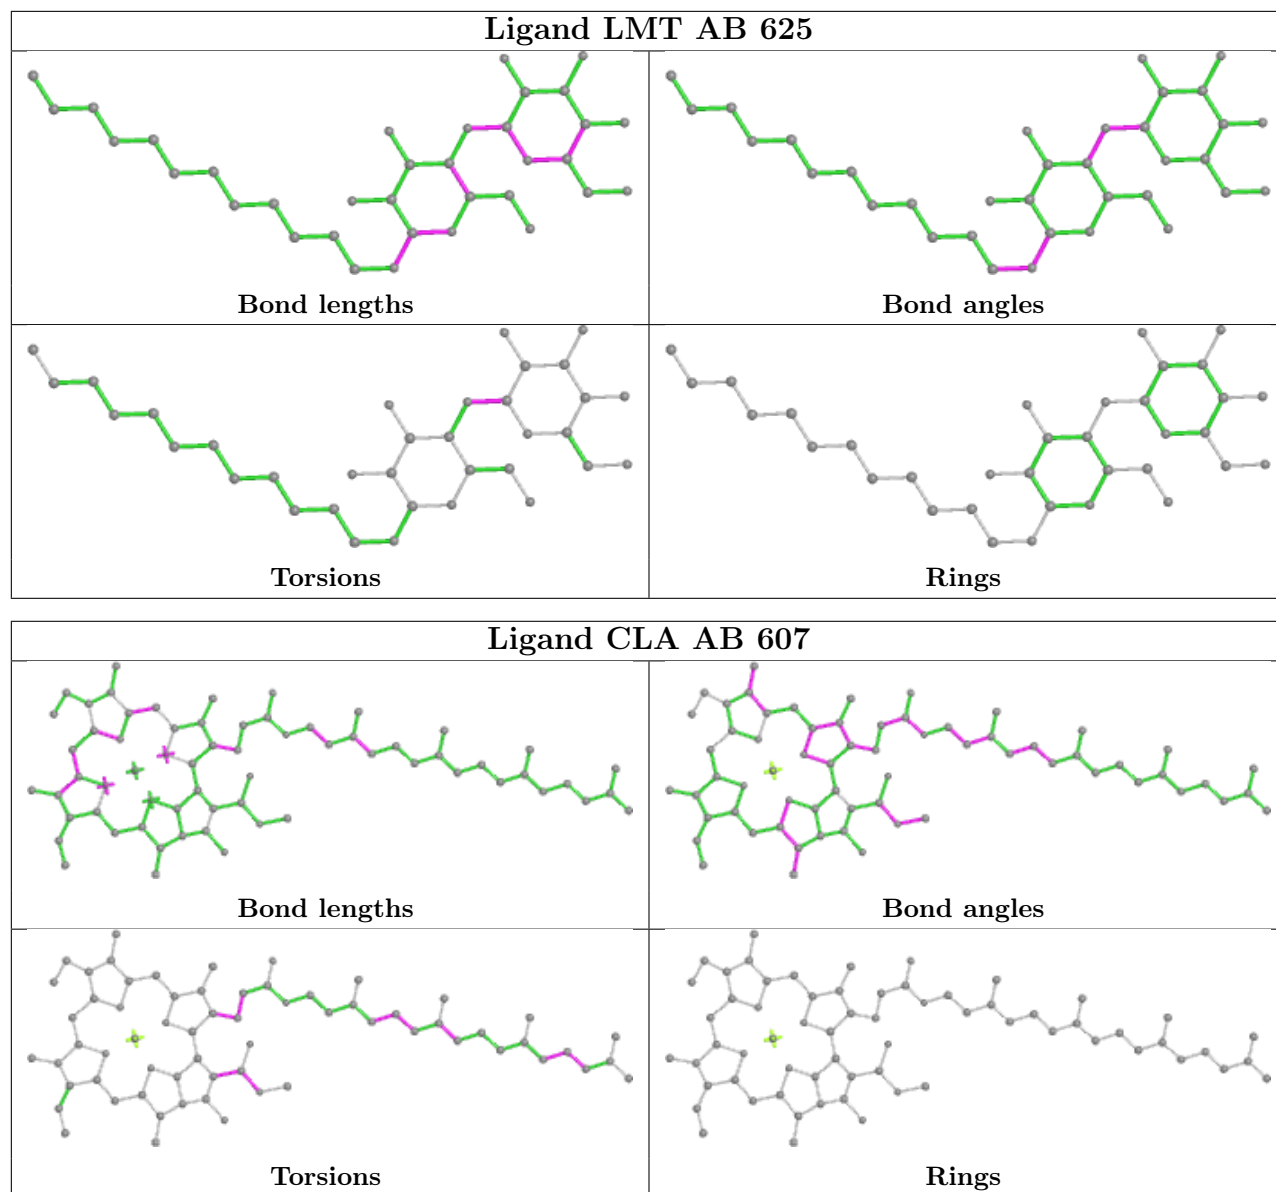 Ligand LMT AB 625
Bond lengths
Bond angles
Torsions
Rings
Ligand CLA AB 607
Bond lengths
Bond angles
Torsions
Rings